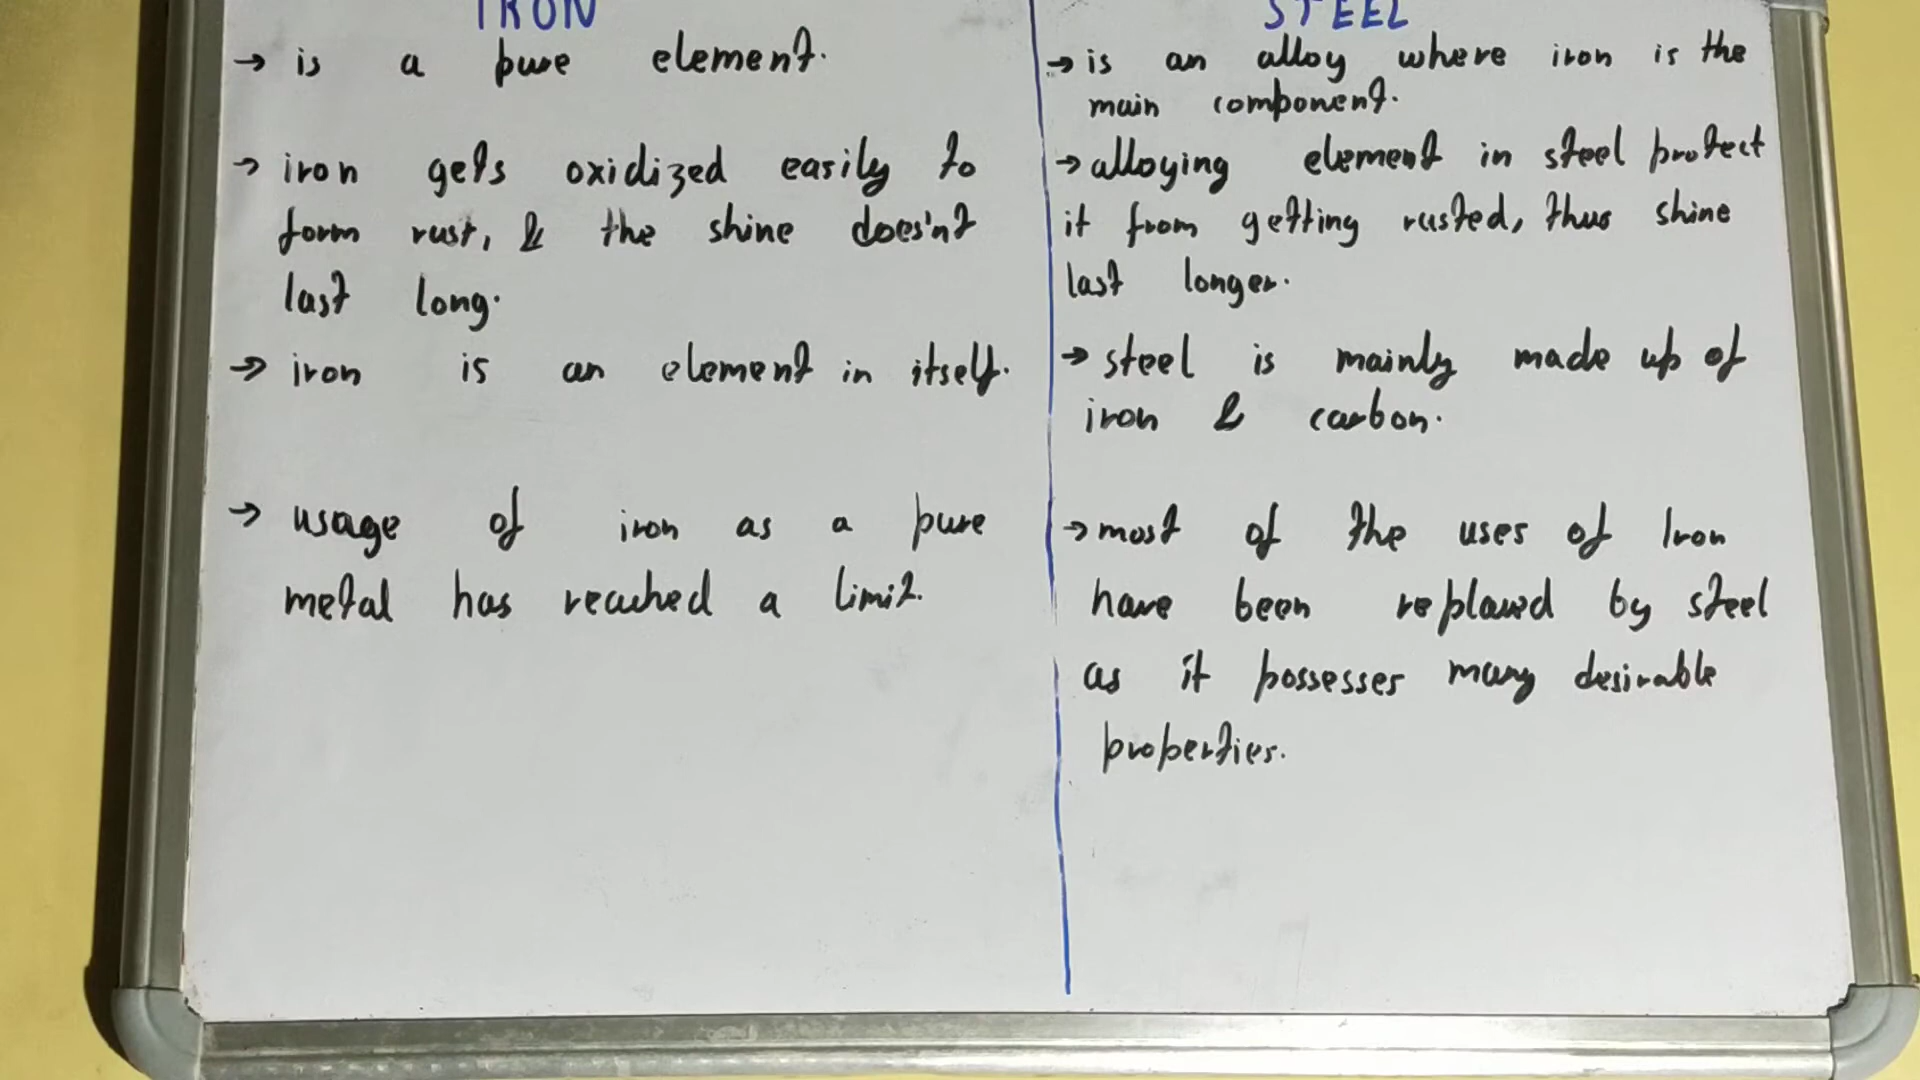 IRON
→ is a pure element.
→ iron gets oxidized easily to
form rust, & the shine does'nt
last long.
→ iron is an element in itself.
→ usage of iron as a pure
metal has reached a limit.
STEEL
→ is an alloy where iron is the
main component.
→ alloying element in steel protect
it from getting rusted, thus shine
last longer.
→ steel is mainly made up of
iron & carbon.
→ most of the uses of Iron
have been replaced by steel
as it possesses many desirable
properties.